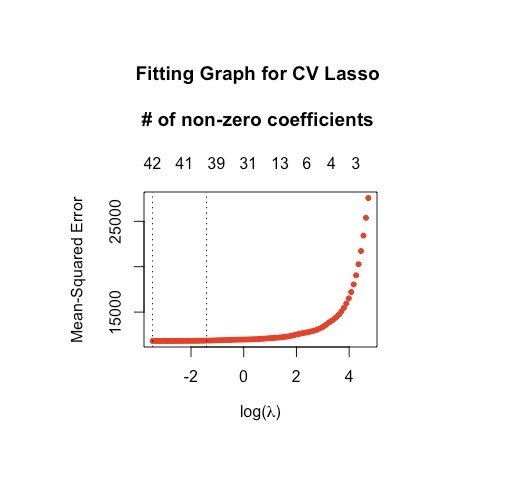 Fitting Graph for CV Lasso
# of non-zero coefficients
42 41 39 31 13 6 4 3
Mean-Squared Error
25000
15000
-2 0 2 4
log(λ)